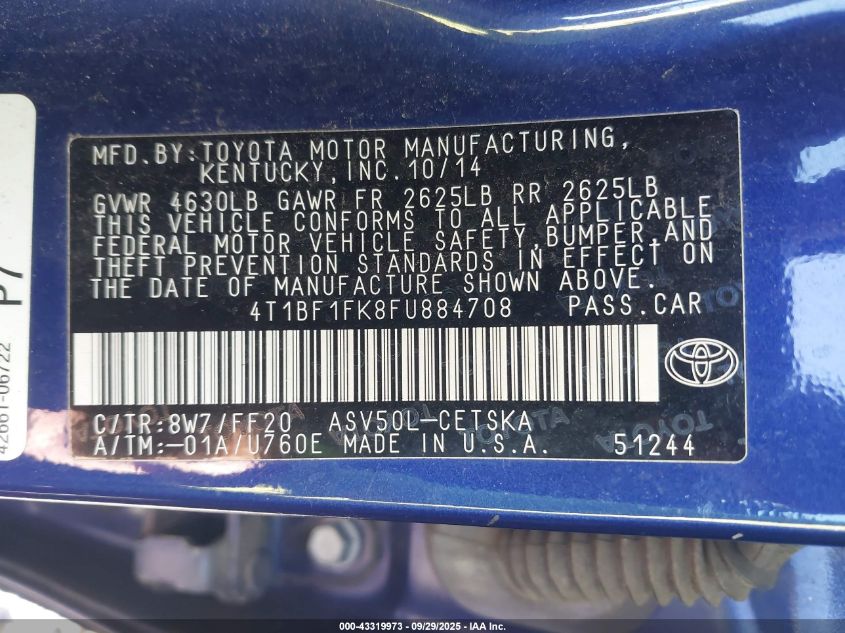 MFD.BY:TOYOTA MOTOR MANUFACTURING,
KENTUCKY, INC.10/14
GVWR 4630LB GAWR FR 2625LB RR 2625LB
THIS VEHICLE CONFORMS TO ALL APPLICABLE
FEDERAL MOTOR VEHICLE SAFETY,BUMPER,AND
THEFT PREVENTION STANDARDS IN EFFECT ON
THE DATE OF MANUFACTURE SHOWN ABOVE.
4T1BF1FK8FU884708 PASS.CAR
C/TR:8W7/FF20 ASV50L-CETSKA
A/TM:-01A/U760E MADE IN U.S.A. 51244
P7
42661-06722
000-43319973 - 09/29/2025 - IAA Inc.